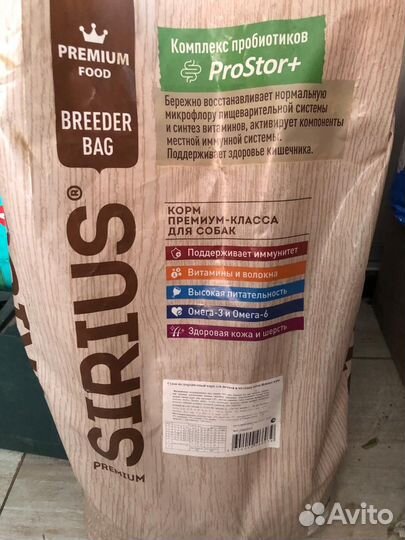 PREMIUM
FOOD
BREEDER
BAG
SIRIUS®
PREMIUM
Комплекс пробиотиков
ProStor+
Бережно восстанавливает нормальную
микрофлору пищеварительной системы
и синтез витаминов, активирует компоненты
местной иммунной системы.
Поддерживает здоровье кишечника.
КОРМ
ПРЕМИУМ-КЛАССА
ДЛЯ СОБАК
Поддерживает иммунитет
Витамины и волокна
Высокая питательность
Омега-3 и Омега-6
Здоровая кожа и шерсть
Avito